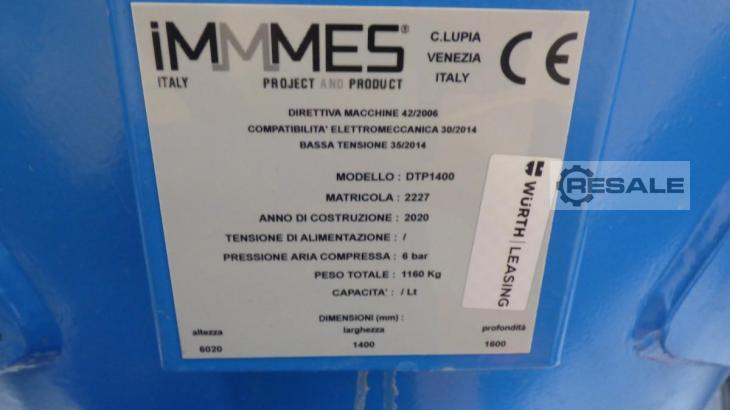 iMMMES®
ITALY PROJECT AND PRODUCT
C.LUPIA
VENEZIA
ITALY
CE
DIRETTIVA MACCHINE 42/2006
COMPATIBILITA' ELETTROMECCANICA 30/2014
BASSA TENSIONE 35/2014
MODELLO : DTP1400
MATRICOLA : 2227
ANNO DI COSTRUZIONE : 2020
TENSIONE DI ALIMENTAZIONE : /
PRESSIONE ARIA COMPRESSA : 6 bar
PESO TOTALE : 1160 Kg
CAPACITA' : / Lt
DIMENSIONI (mm) :
altezza larghezza profondità
6020 1400 1600
WÜRTH | LEASING
RESALE